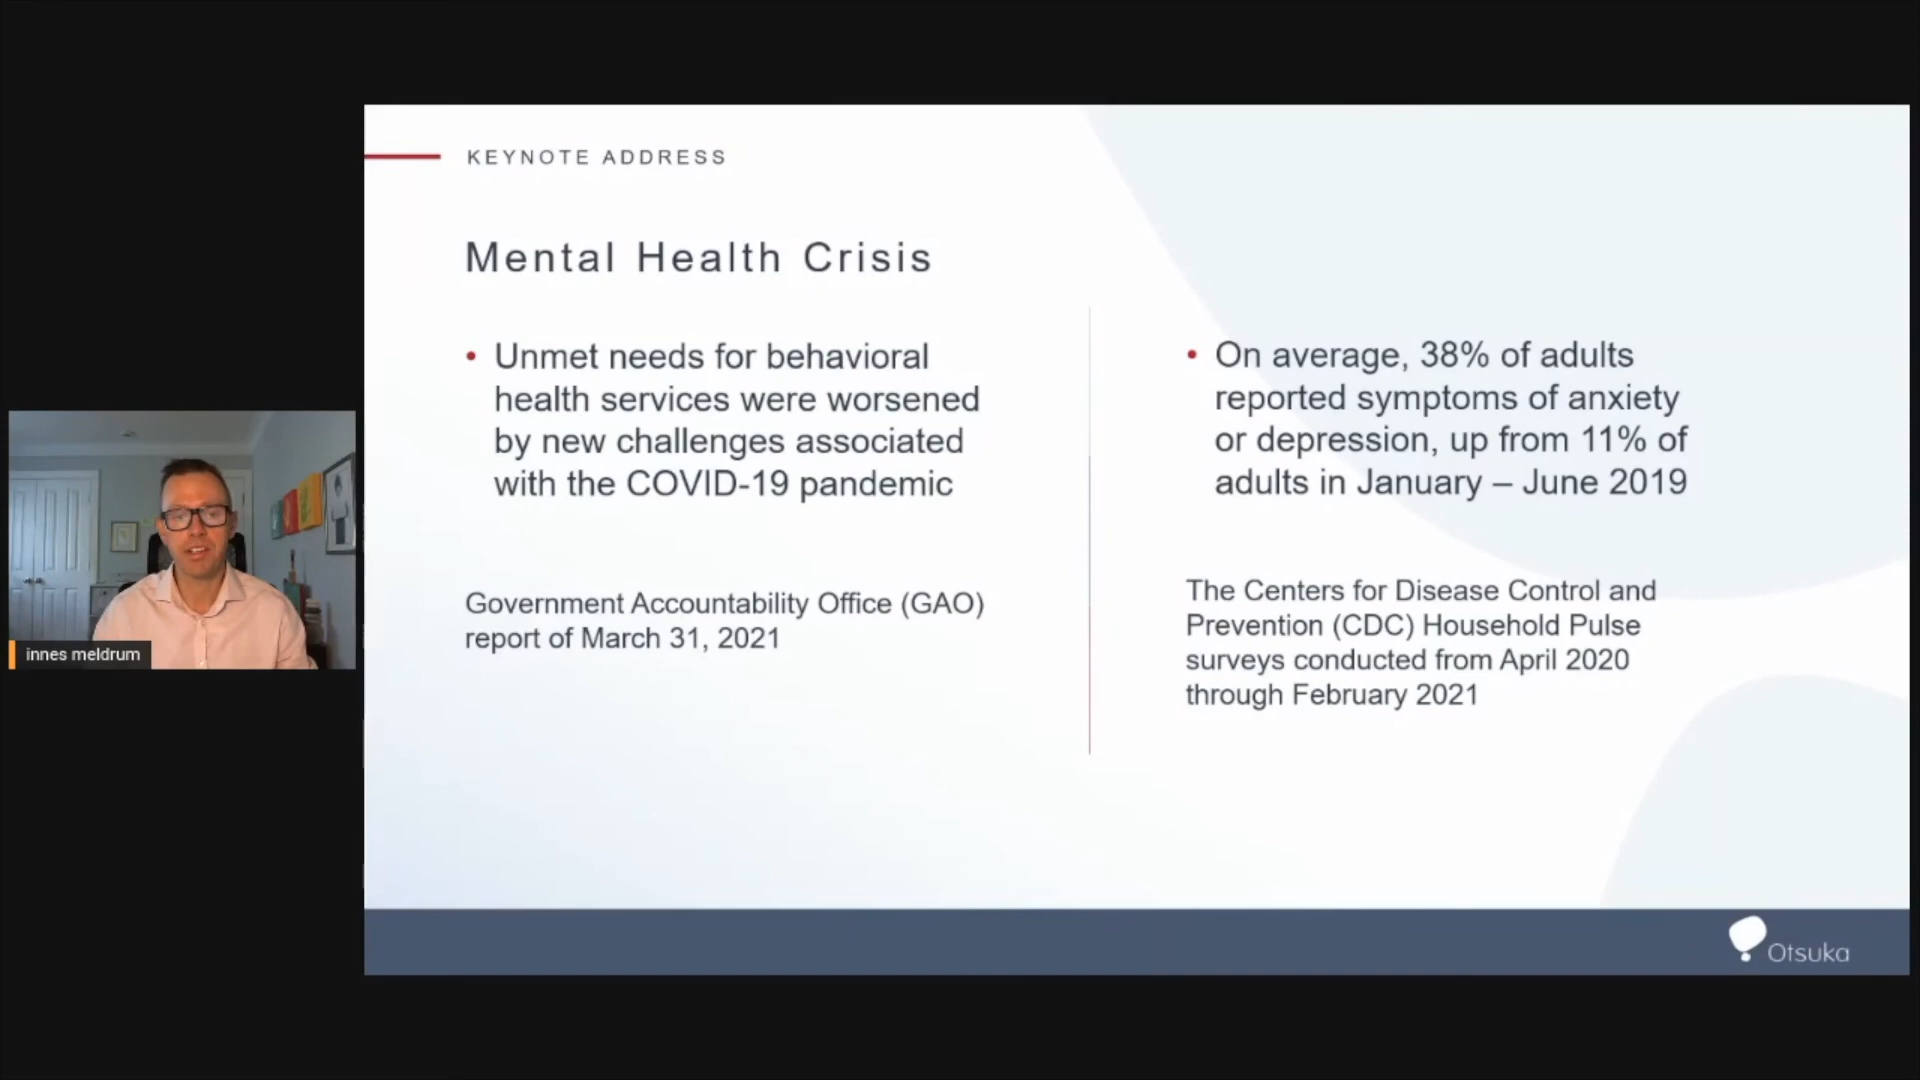 KEYNOTE ADDRESS
Mental Health Crisis
• Unmet needs for behavioral
health services were worsened
by new challenges associated
with the COVID-19 pandemic
Government Accountability Office (GAO)
report of March 31, 2021
• On average, 38% of adults
reported symptoms of anxiety
or depression, up from 11% of
adults in January – June 2019
The Centers for Disease Control and
Prevention (CDC) Household Pulse
surveys conducted from April 2020
through February 2021
innes meldrum
Otsuka